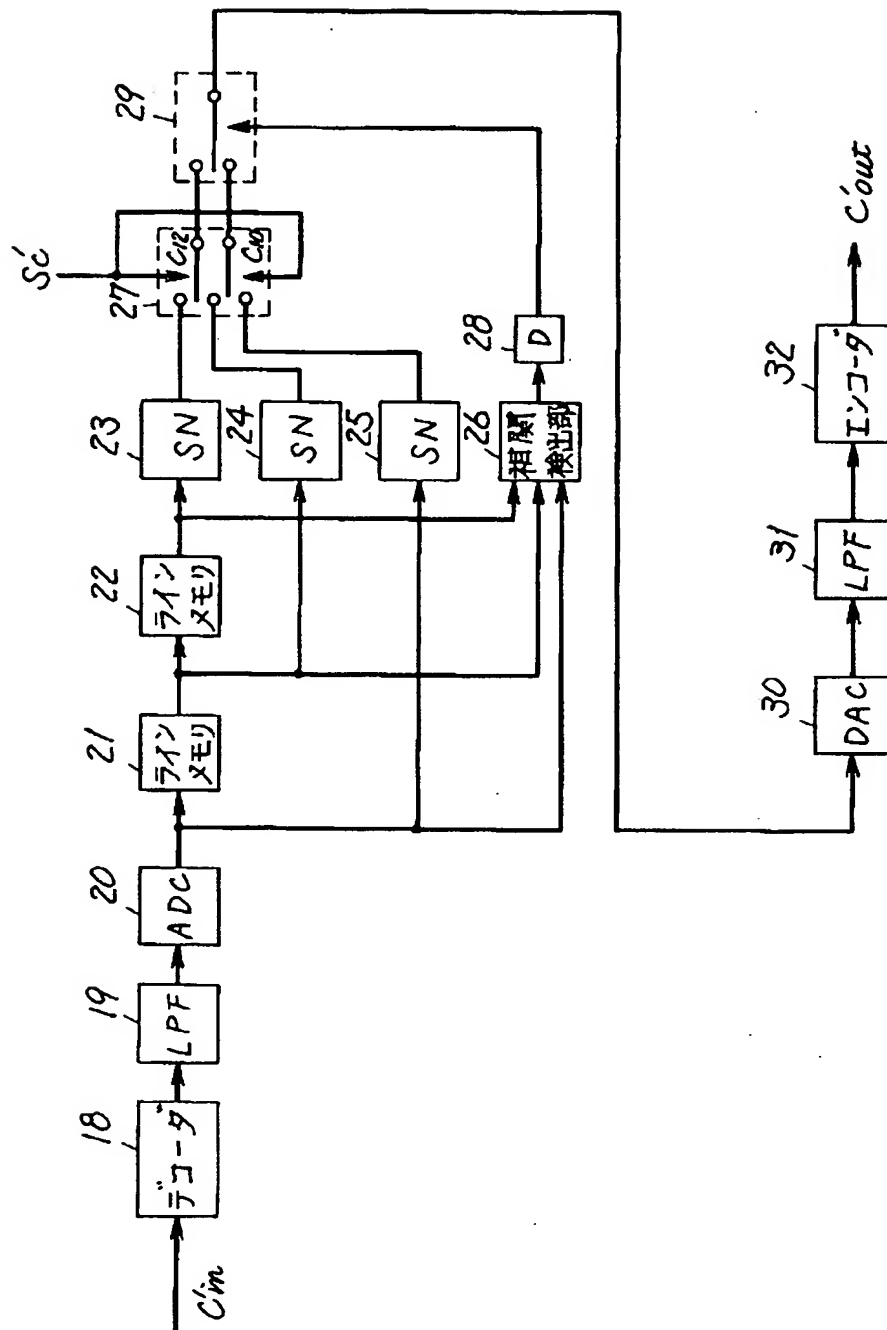 C'in
18
デコーダ
19
LPF
20
ADC
21
ライン
メモリ
22
ライン
メモリ
23
SN
24
SN
25
SN
26
相関
検出部
Sc'
27
C12
C10
28
D
29
30
DAC
31
LPF
32
エンコーダ
C'out